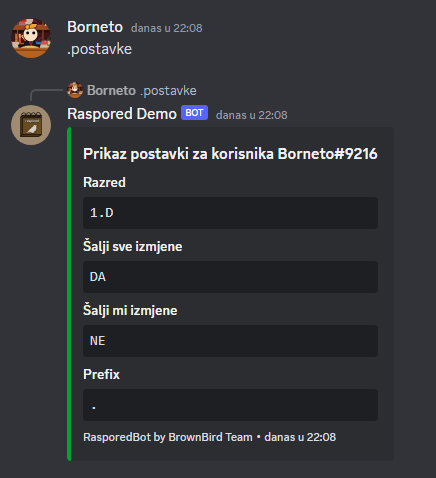 Borneto danas u 22:08
.postavke
Borneto .postavke
Raspored Demo BOT danas u 22:08
Prikaz postavki za korisnika Borneto#9216
Razred
1.D
Šalji sve izmjene
DA
Šalji mi izmjene
NE
Prefix
.
RasporedBot by BrownBird Team • danas u 22:08